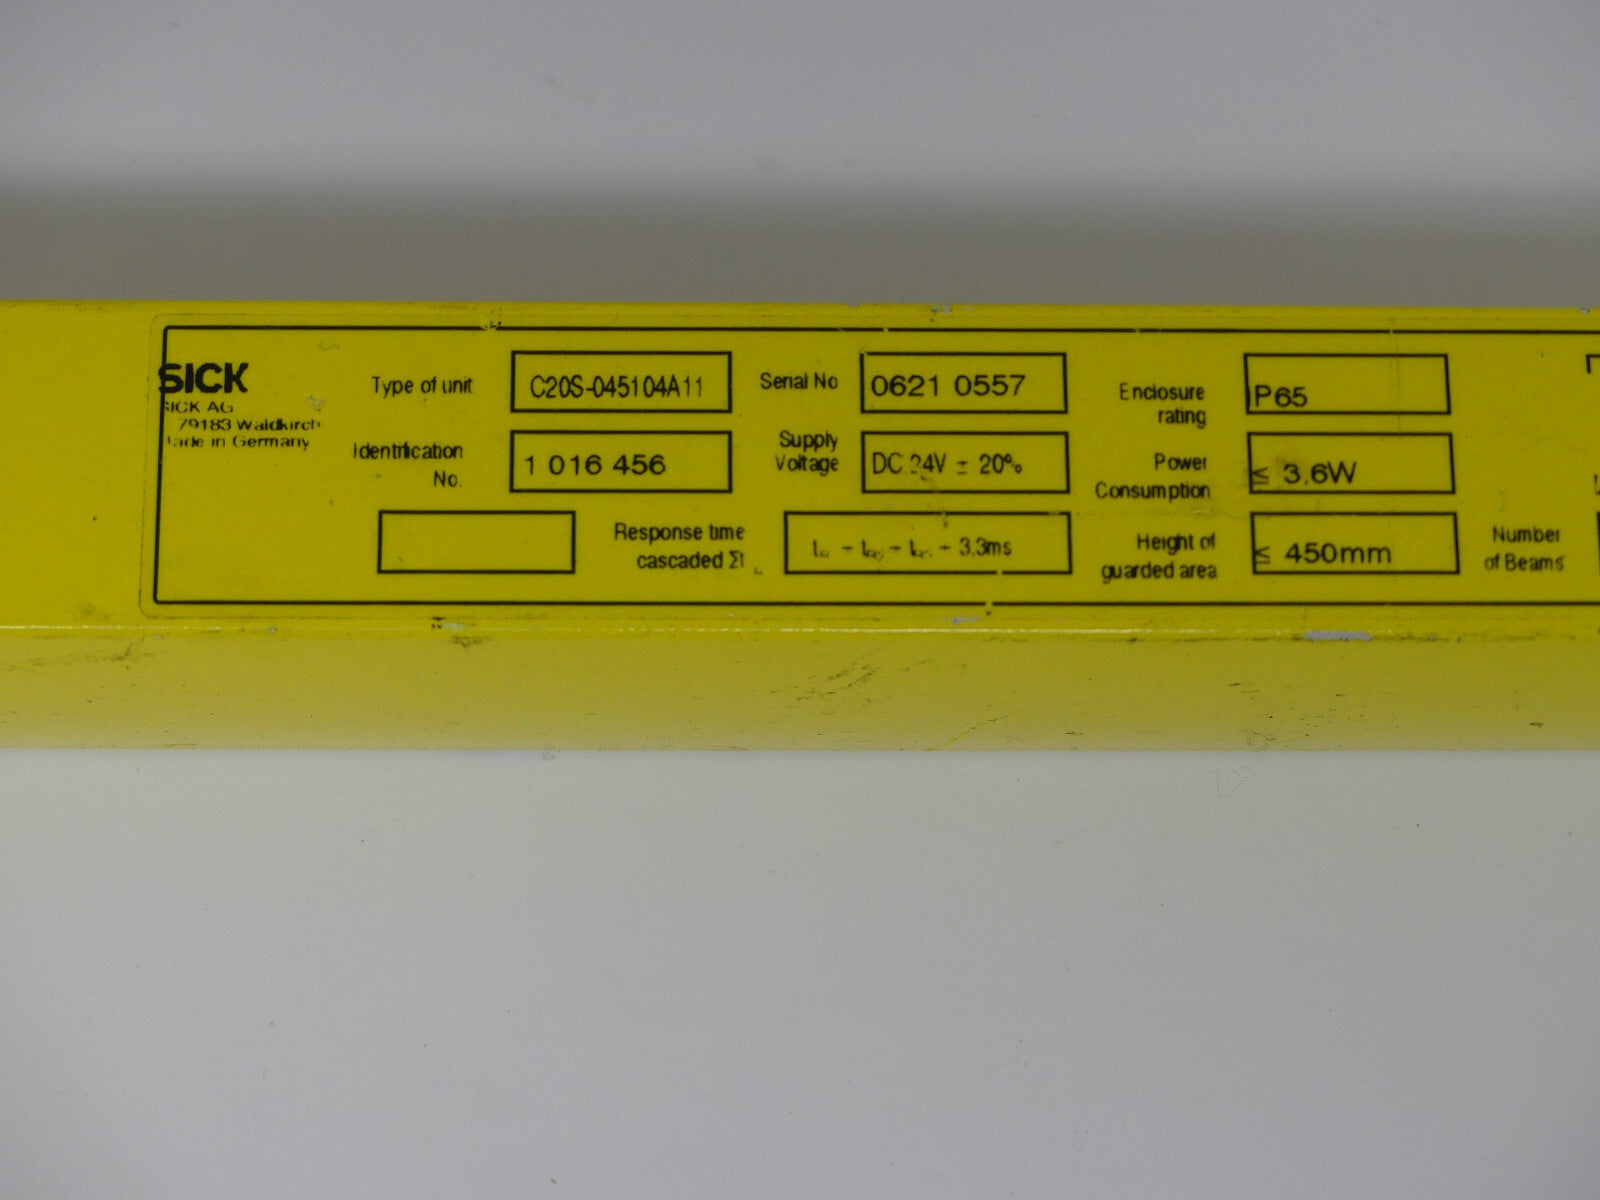 SICK
SICK AG
79183 Waldkirch
Made in Germany
Type of unit C20S-045104A11
Identification No. 1 016 456
Serial No 0621 0557
Supply Voltage DC 24V ± 20%
Response time cascaded Σt 3,3ms
Enclosure rating IP65
Power Consumption ≤ 3.6W
Height of guarded area ≤ 450mm
Number of Beams